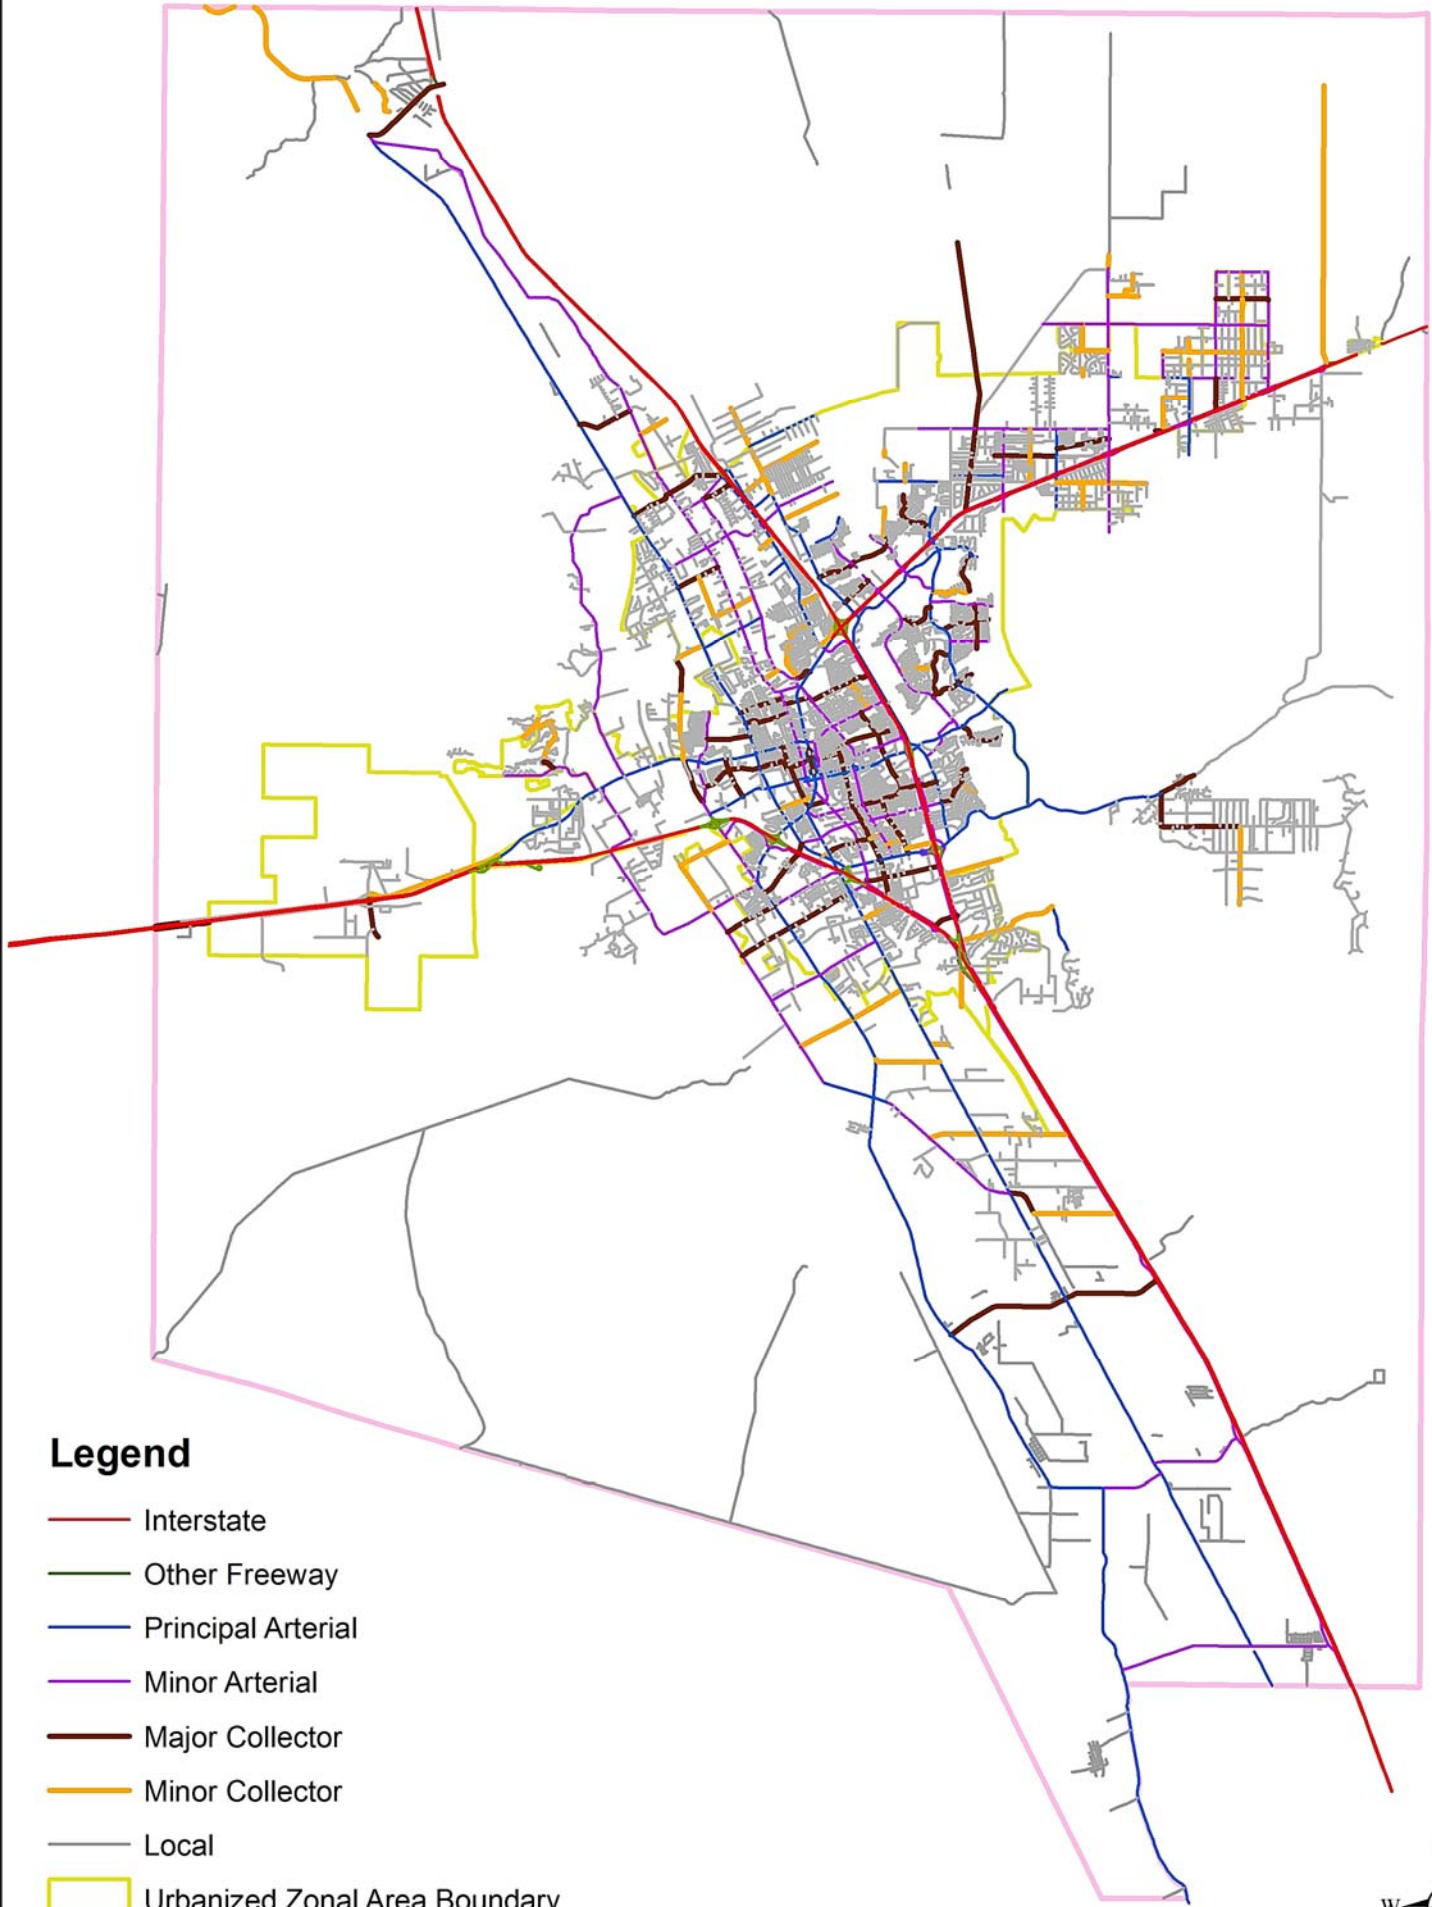 Legend
Interstate
Other Freeway
Principal Arterial
Minor Arterial
Major Collector
Minor Collector
Local
Urbanized Zonal Area Boundary
W